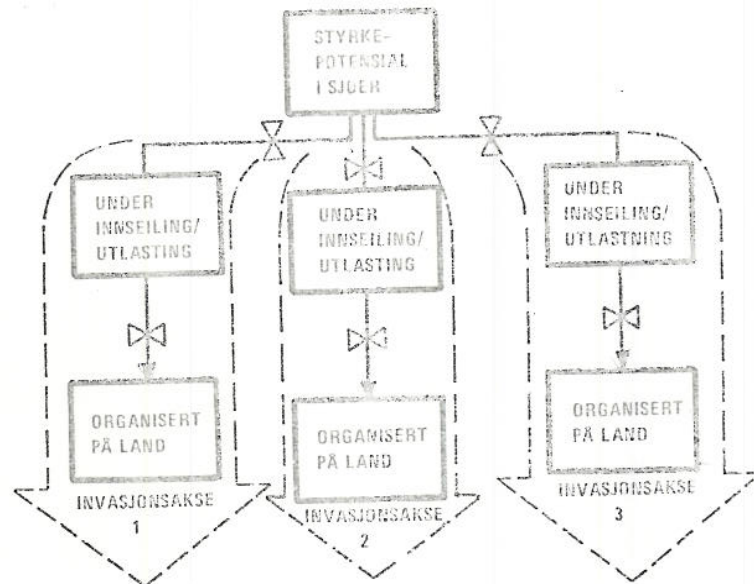 STYRKE-
POTENSIAL
I SJØER
UNDER
INNSEILING/
UTLASTING
UNDER
INNSEILING/
UTLASTING
UNDER
INNSEILING/
UTLASTNING
ORGANISERT
PÅ LAND
ORGANISERT
PÅ LAND
ORGANISERT
PÅ LAND
INVASJONSAKSE
1
INVASJONSAKSE
2
INVASJONSAKSE
3